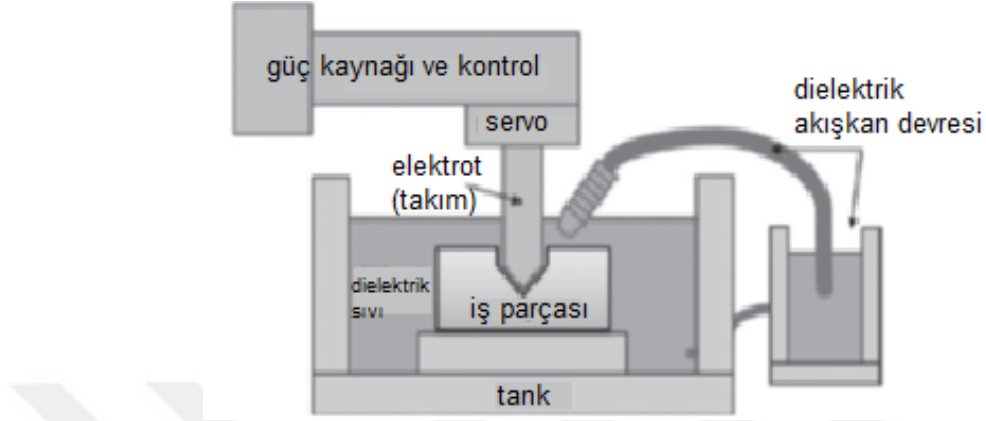 güç kaynağı ve kontrol
servo
dielektrik
akışkan devresi
elektrot
(takım)
dielektrik
sıvı
iş parçası
tank